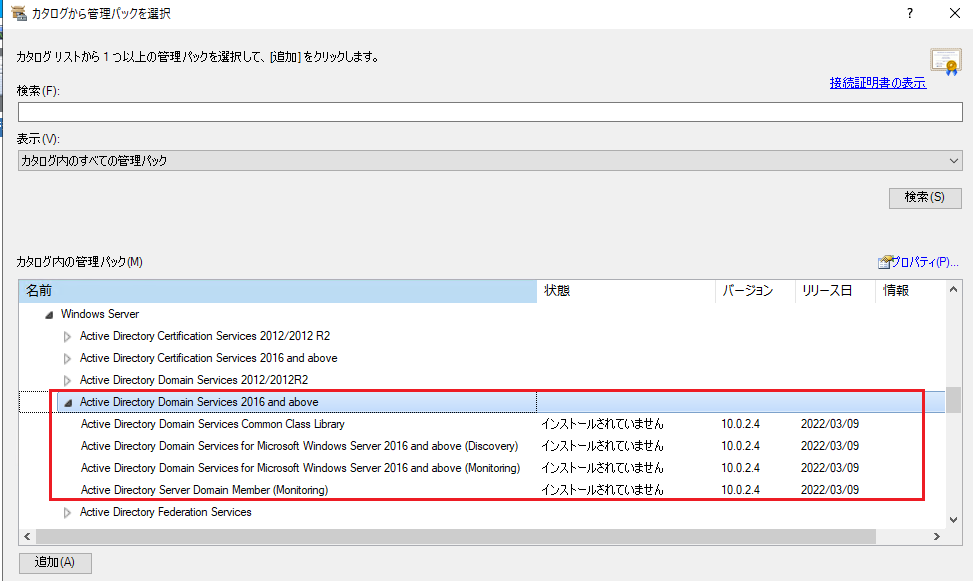 カタログから管理パックを選択
カタログ リストから 1 つ以上の管理パックを選択して、[追加] をクリックします。
接続証明書の表示
検索(F):
表示(V):
カタログ内のすべての管理パック
検索(S)
カタログ内の管理パック(M)
プロパティ(P)...
名前 状態 バージョン リリース日 情報
Windows Server
Active Directory Certification Services 2012/2012 R2
Active Directory Certification Services 2016 and above
Active Directory Domain Services 2012/2012R2
Active Directory Domain Services 2016 and above
Active Directory Domain Services Common Class Library インストールされていません 10.0.2.4 2022/03/09
Active Directory Domain Services for Microsoft Windows Server 2016 and above (Discovery) インストールされていません 10.0.2.4 2022/03/09
Active Directory Domain Services for Microsoft Windows Server 2016 and above (Monitoring) インストールされていません 10.0.2.4 2022/03/09
Active Directory Server Domain Member (Monitoring) インストールされていません 10.0.2.4 2022/03/09
Active Directory Federation Services
追加(A)